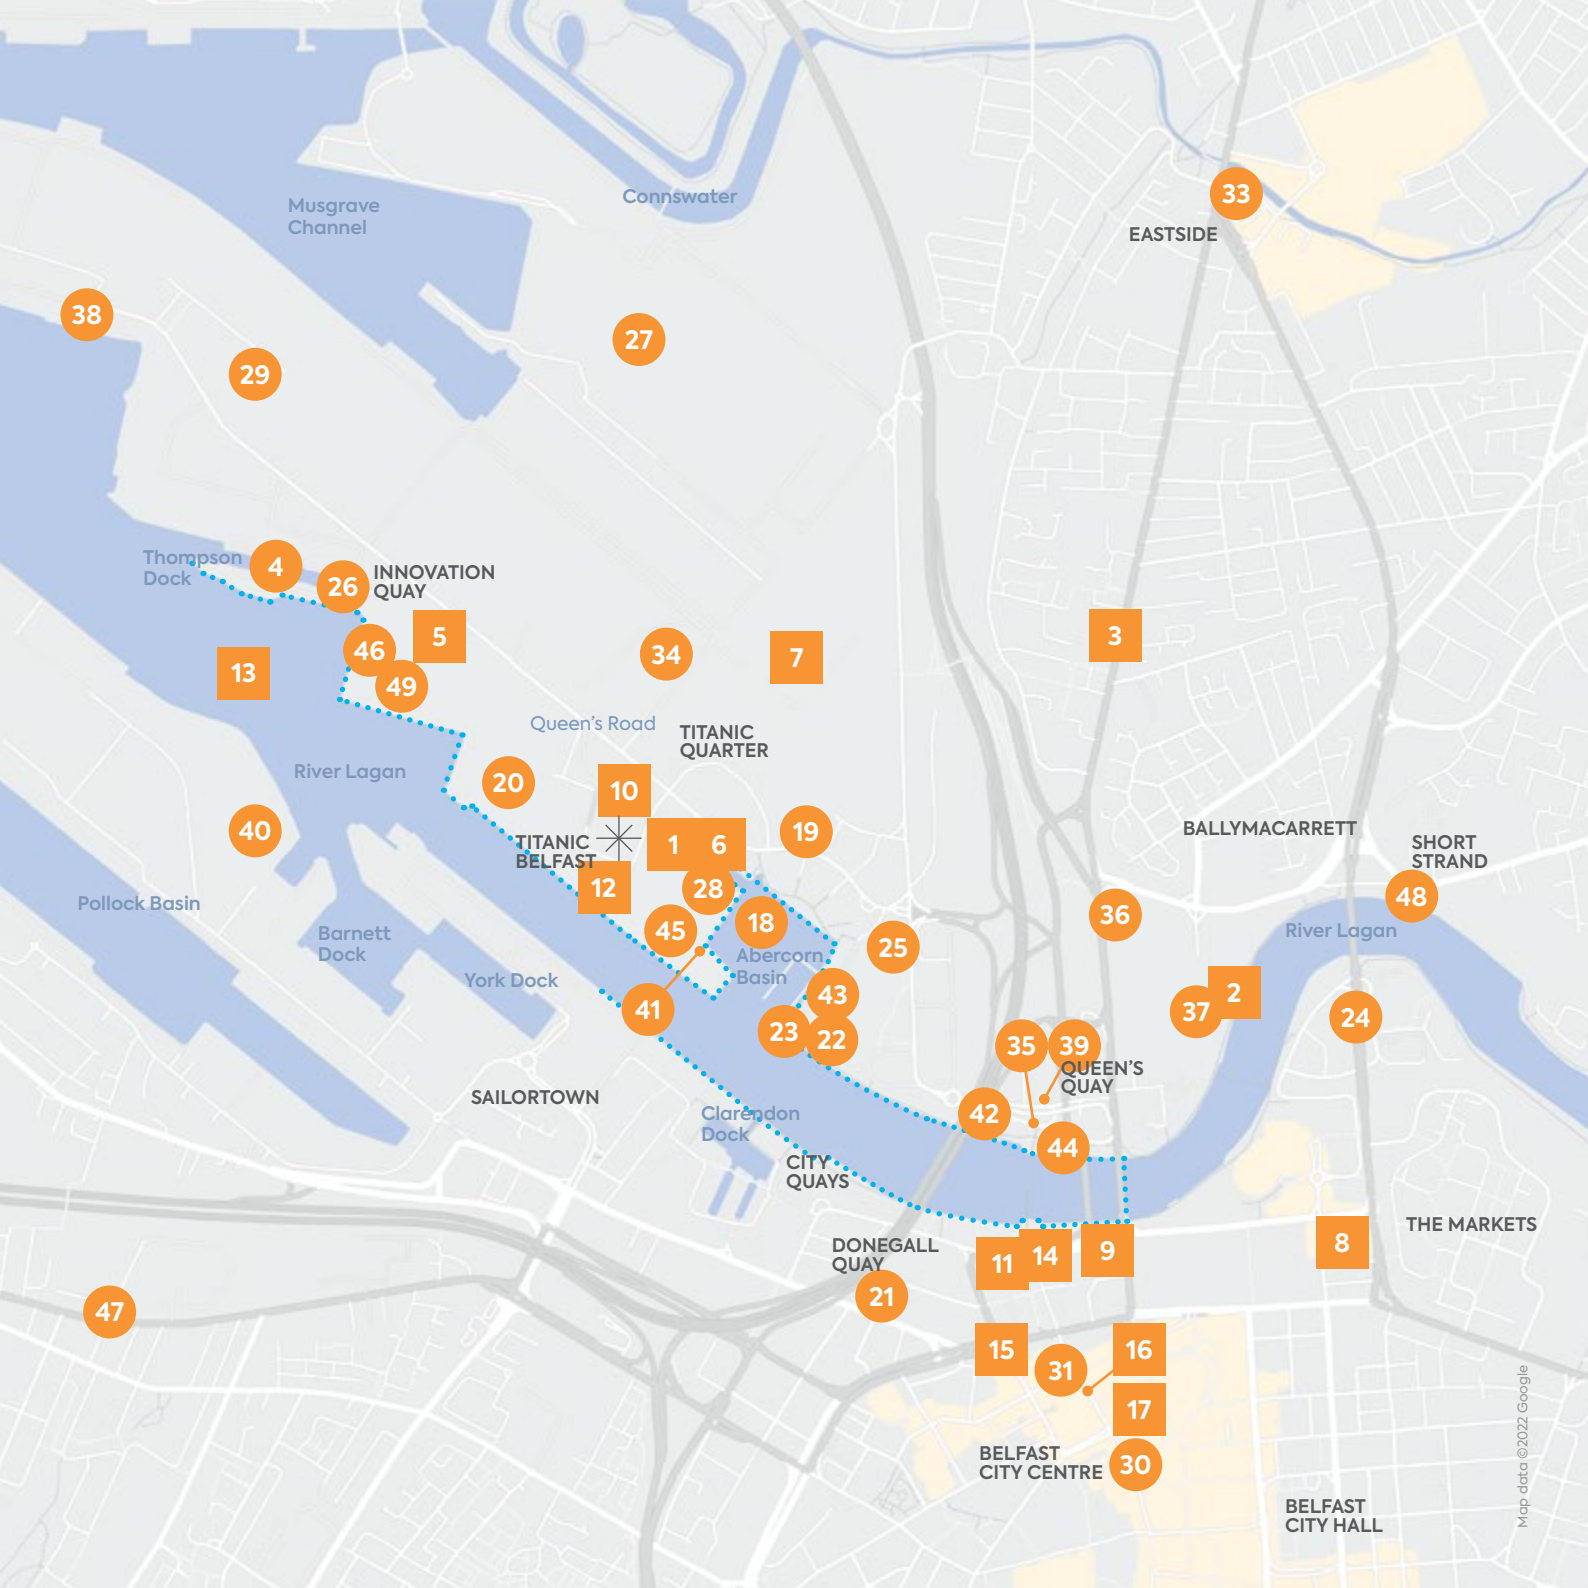 33
EASTSIDE
Connswater
Musgrave
Channel
38
27
29
Thompson
Dock
4
26
INNOVATION
QUAY
5
46
13
49
34
7
3
Queen's Road
TITANIC
QUARTER
River Lagan
20
10
40
TITANIC
BELFAST
1
6
19
BALLYMACARRETT
SHORT
STRAND
12
28
48
Pollock Basin
45
18
36
River Lagan
Barnett
Dock
25
Abercorn
Basin
York Dock
43
2
37
41
23
22
24
35
39
QUEEN'S
QUAY
SAILORTOWN
Clarendon
Dock
42
44
CITY
QUAYS
THE MARKETS
DONEGALL
QUAY
11
14
9
8
21
47
15
31
16
17
BELFAST
CITY CENTRE
30
BELFAST
CITY HALL
Map data ©2022 Google